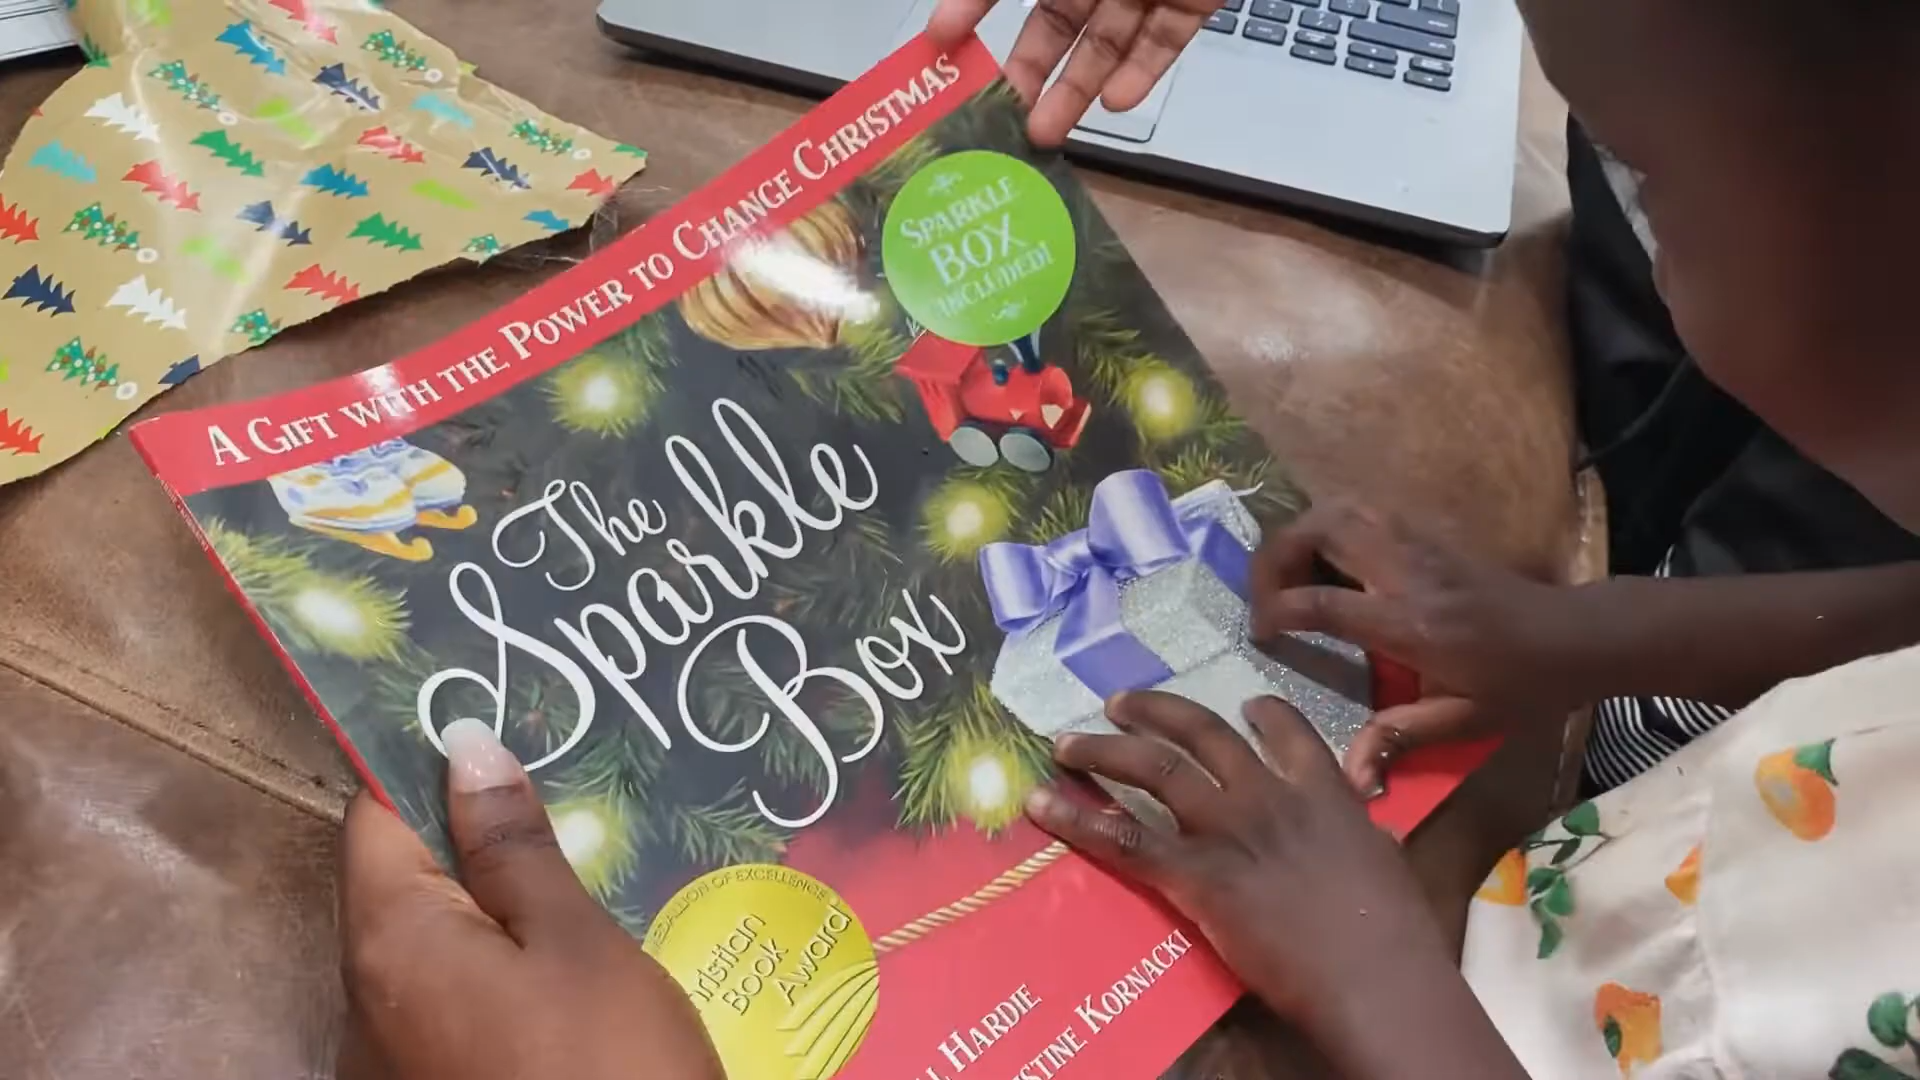 A GIFT WITH THE POWER TO CHANGE CHRISTMAS
SPARKLE
BOX
INCLUDED!
The
Sparkle
Box
MEDALLION OF EXCELLENCE
Christian
Book
Award
HARDIE
KORNACKI